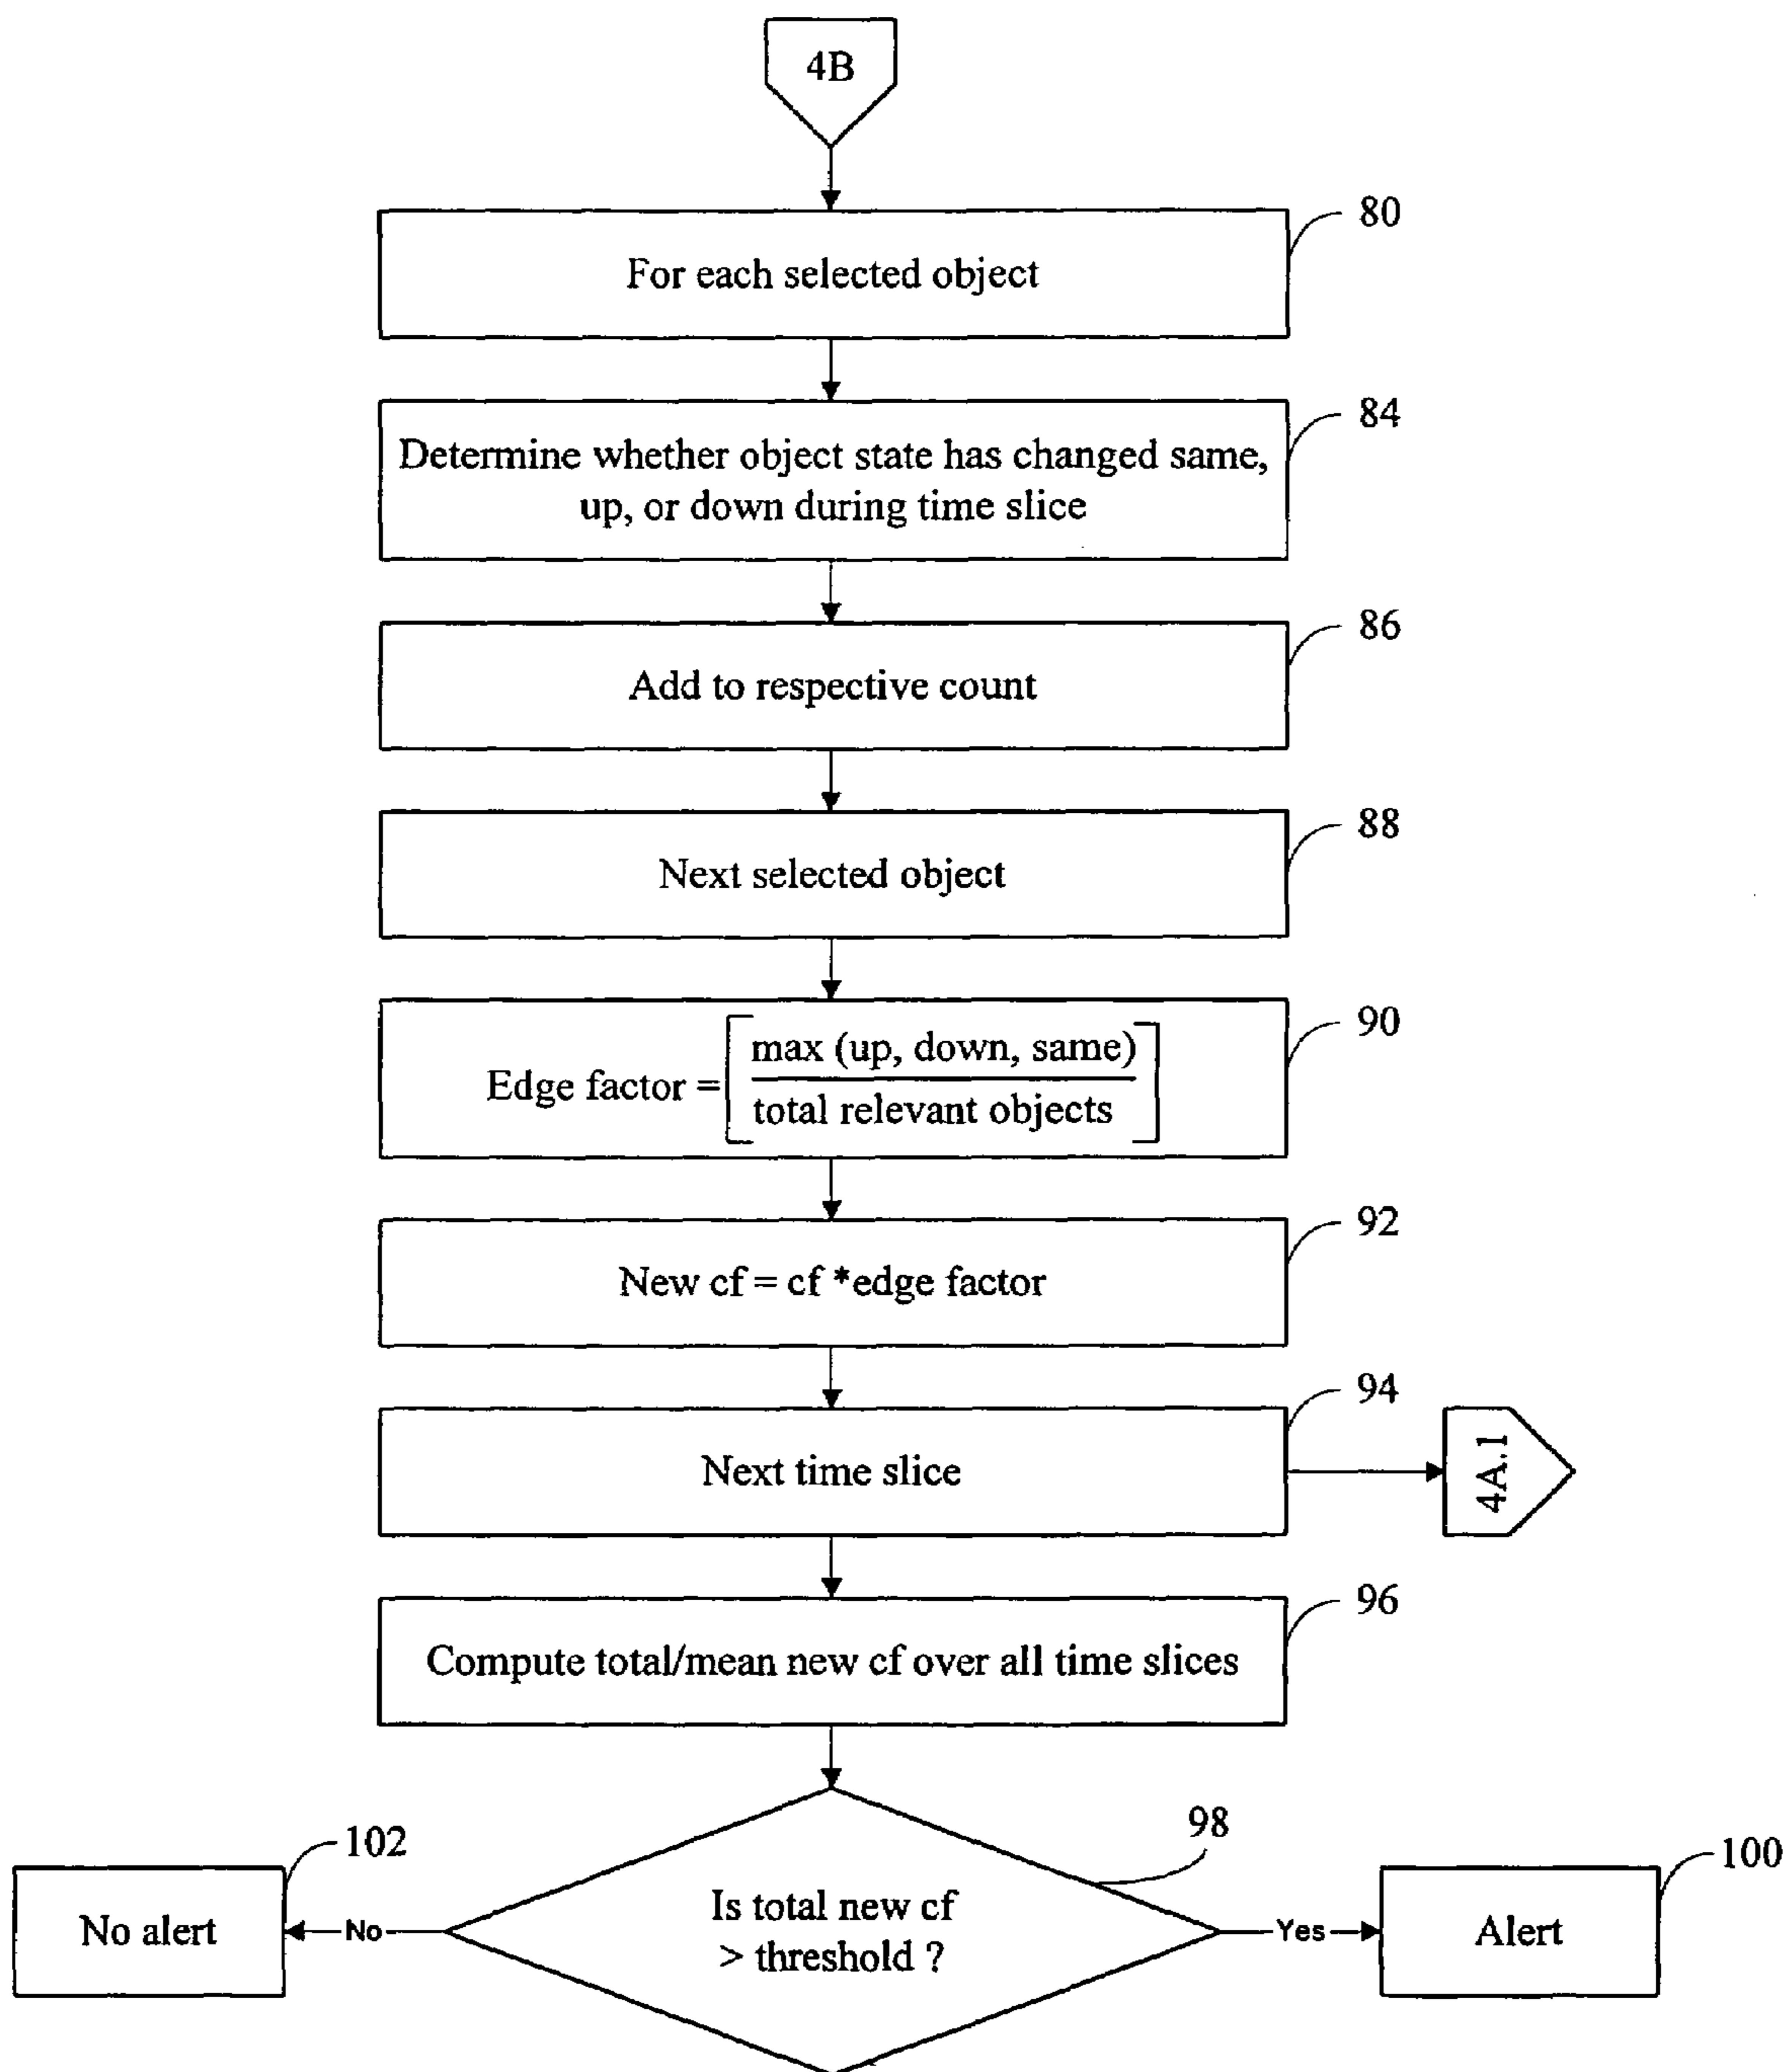 4B
80
For each selected object
84
Determine whether object state has changed same,
up, or down during time slice
86
Add to respective count
88
Next selected object
90
Edge factor = [ max (up, down, same)
total relevant objects ]
92
New cf = cf *edge factor
94
Next time slice
4A.1
96
Compute total/mean new cf over all time slices
98
Is total new cf
> threshold ?
102
No alert
No
Yes
100
Alert